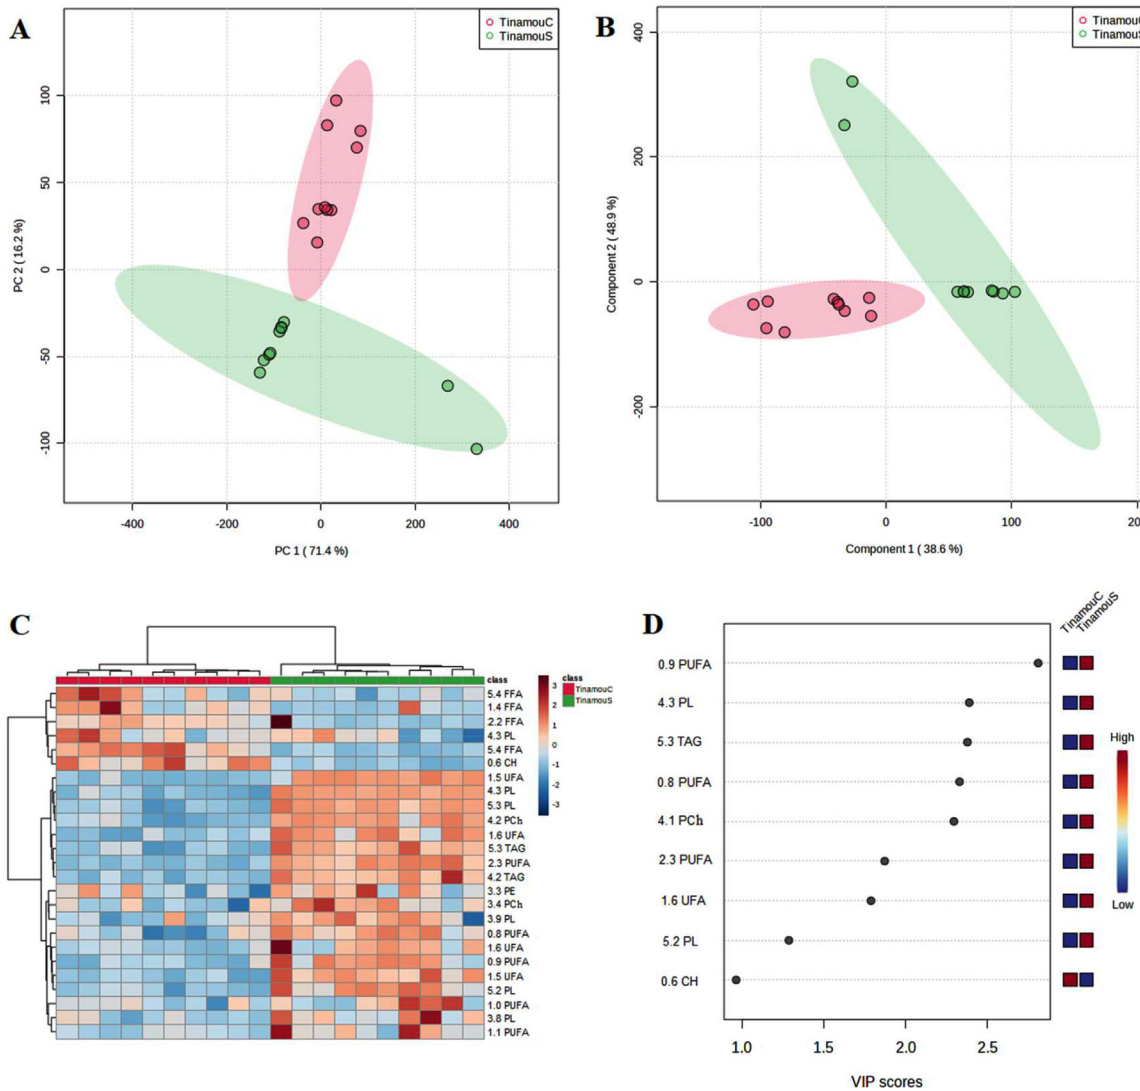 A
TinamouC
TinamouS
PC 2 ( 16.2 %)
100
50
0
-50
-100
-400
-200
0
200
400
PC 1 ( 71.4 %)
B
TinamouC
TinamouS
Component 2 ( 48.9 %)
400
200
0
-200
-100
0
100
200
Component 1 ( 38.6 %)
C
class
class
TinamouC
TinamouS
3
2
1
0
-1
-2
-3
5.4 FFA
1.4 FFA
2.2 FFA
4.3 PL
5.4 FFA
0.6 CH
1.5 UFA
4.3 PL
5.3 PL
4.2 PCh
1.6 UFA
5.3 TAG
2.3 PUFA
4.2 TAG
3.3 PE
3.4 PCh
3.9 PL
0.8 PUFA
1.6 UFA
0.9 PUFA
1.5 UFA
5.2 PL
1.0 PUFA
3.8 PL
1.1 PUFA
D
TinamouC
TinamouS
0.9 PUFA
4.3 PL
5.3 TAG
0.8 PUFA
4.1 PCh
2.3 PUFA
1.6 UFA
5.2 PL
0.6 CH
High
Low
1.0
1.5
2.0
2.5
VIP scores